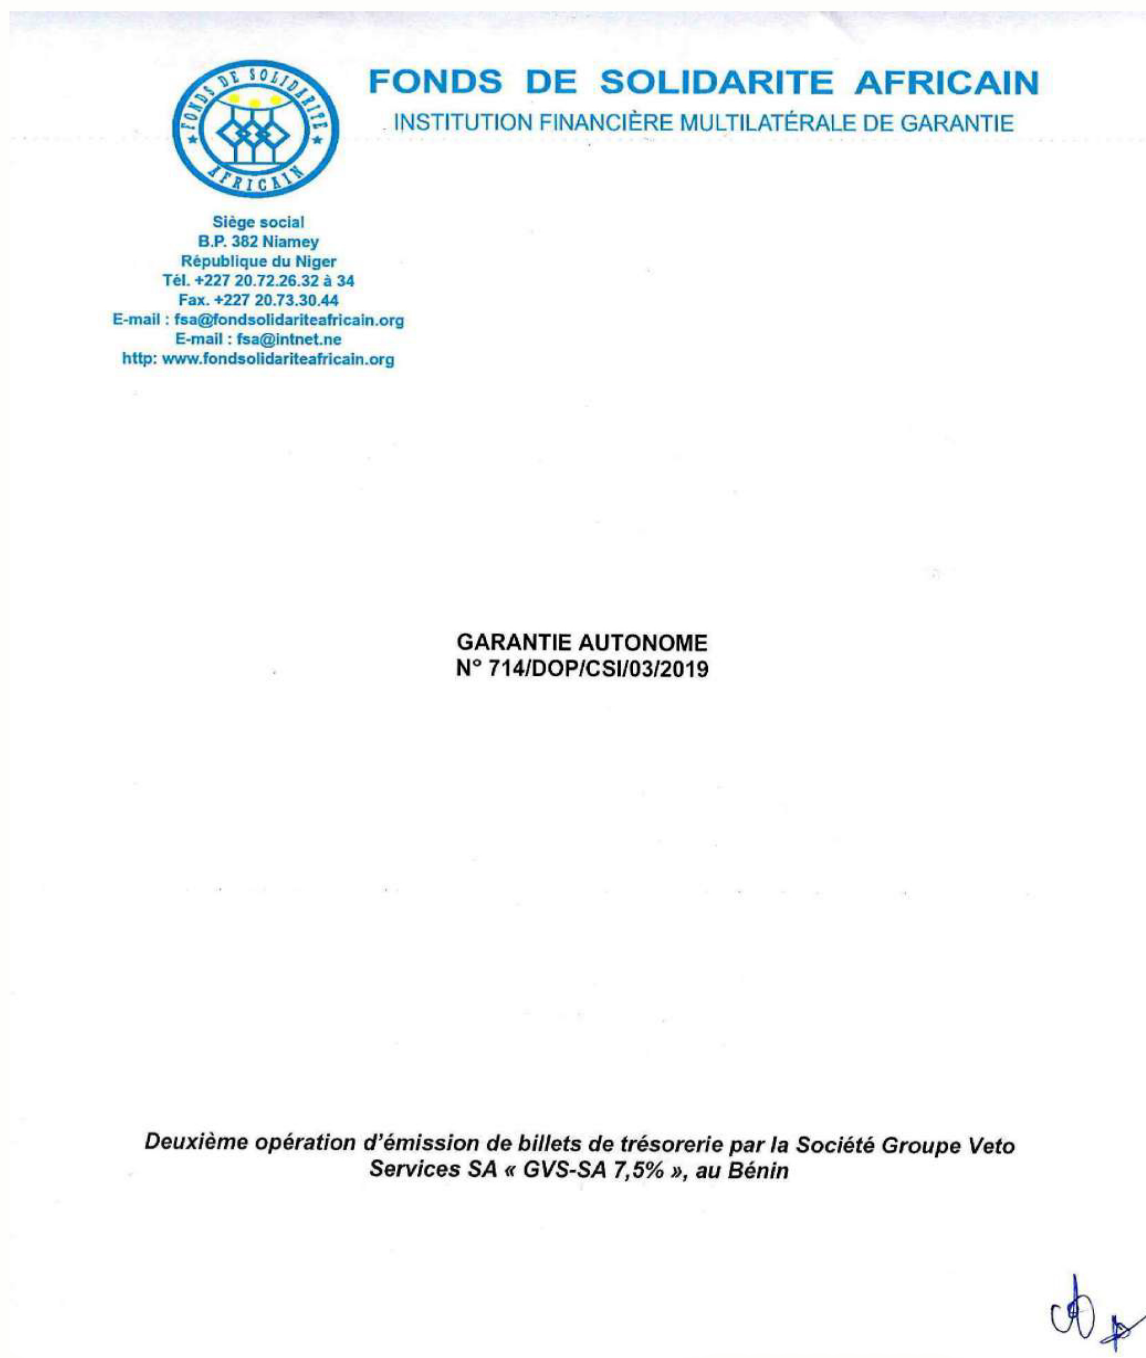 FONDS DE SOLIDARITE AFRICAIN
FONDS DE SOLIDARITE AFRICAIN
INSTITUTION FINANCIÈRE MULTILATÉRALE DE GARANTIE
Siège social
B.P. 382 Niamey
République du Niger
Tél. +227 20.72.26.32 à 34
Fax. +227 20.73.30.44
E-mail : fsa@fondsolidariteafricain.org
E-mail : fsa@intnet.ne
http: www.fondsolidariteafricain.org
GARANTIE AUTONOME
N° 714/DOP/CSI/03/2019
Deuxième opération d'émission de billets de trésorerie par la Société Groupe Veto
Services SA « GVS-SA 7,5% », au Bénin